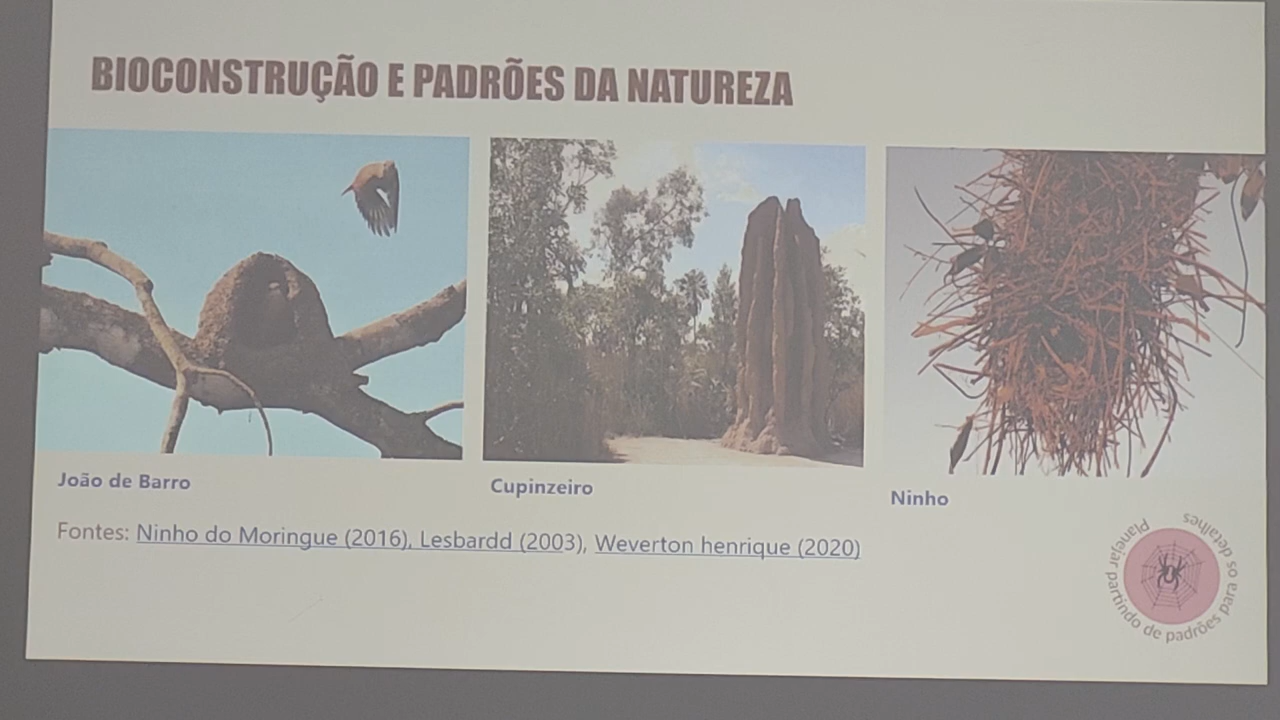 BIOCONSTRUÇÃO E PADRÕES DA NATUREZA
João de Barro
Cupinzeiro
Ninho
Fontes: Ninho do Moringue (2016), Lesbardd (2003), Weverton henrique (2020)
Planejar partindo de padrões para os detalhes